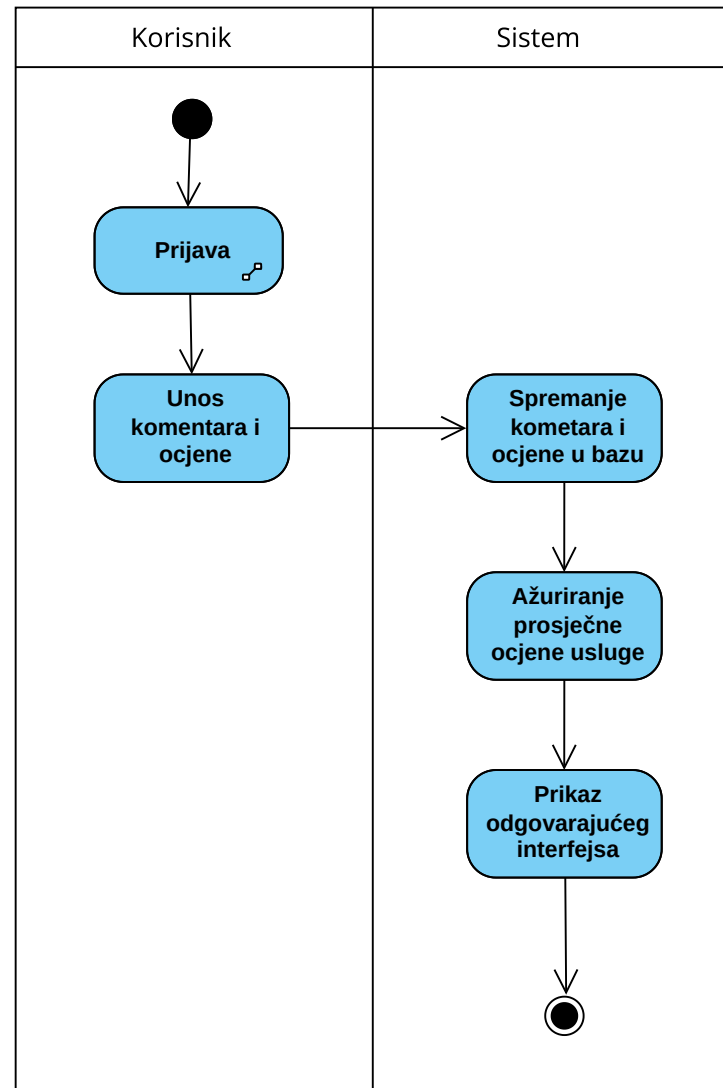 Korisnik
Sistem
Prijava
Unos
komentara i
ocjene
Spremanje
kometara i
ocjene u bazu
Ažuriranje
prosječne
ocjene usluge
Prikaz
odgovarajućeg
interfejsa